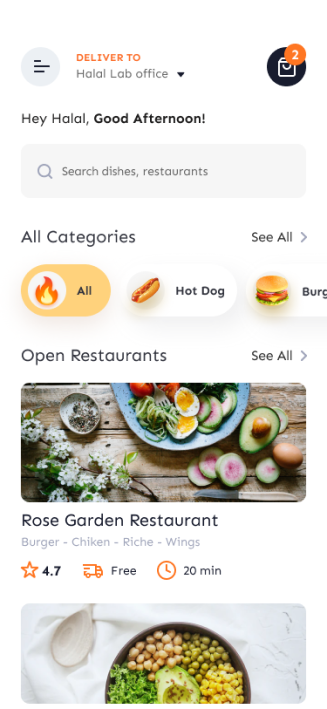 DELIVER TO
Halal Lab office
2
Hey Halal, Good Afternoon!
Search dishes, restaurants
All Categories
See All
All
Hot Dog
Burg
Open Restaurants
See All
Rose Garden Restaurant
Burger - Chiken - Riche - Wings
4.7
Free
20 min